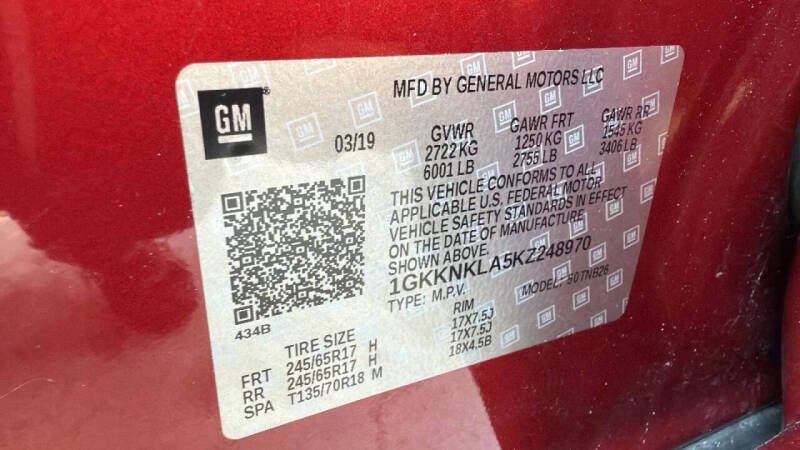 MFD BY GENERAL MOTORS LLC
GM
03/19
GVWR GAWR FRT GAWR RR
2722 KG 1250 KG 1545 KG
6001 LB 2755 LB 3406 LB
THIS VEHICLE CONFORMS TO ALL
APPLICABLE U.S. FEDERAL MOTOR
VEHICLE SAFETY STANDARDS IN EFFECT
ON THE DATE OF MANUFACTURE
SHOWN ABOVE.
1GKKNKLA5KZ248970
TYPE: M.P.V. MODEL:
434B
TIRE SIZE RIM
FRT 245/65R17 H 17X7.5J
RR 245/65R17 H 17X7.5J
SPA T135/70R18 M 18X4.5B